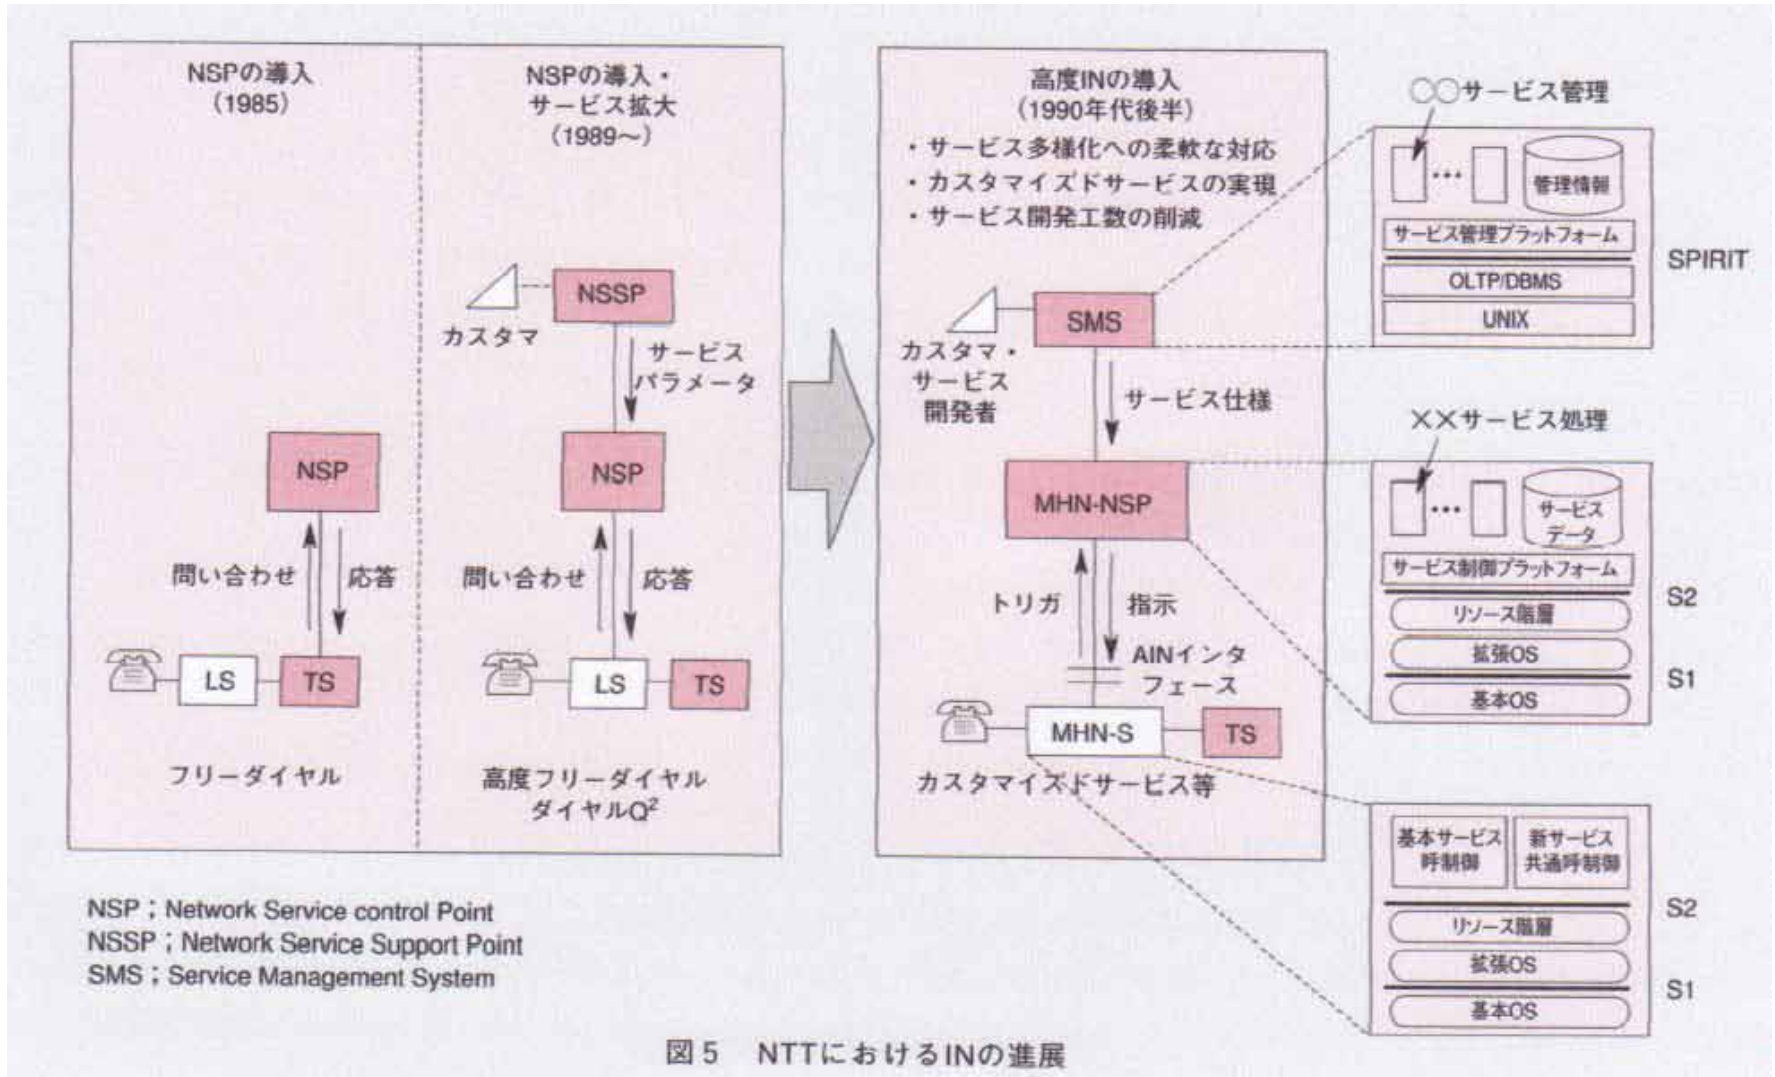 NSPの導入
(1985)
NSP
問い合わせ
応答
LS
TS
フリーダイヤル
NSPの導入・
サービス拡大
(1989〜)
NSSP
カスタマ
サービス
パラメータ
NSP
問い合わせ
応答
LS
TS
高度フリーダイヤル
ダイヤルQ²
高度INの導入
(1990年代後半)
・サービス多様化への柔軟な対応
・カスタマイズドサービスの実現
・サービス開発工数の削減
SMS
カスタマ・
サービス
開発者
サービス仕様
MHN-NSP
トリガ
指示
AINインタ
フェース
MHN-S
TS
カスタマイズドサービス等
○○サービス管理
…
管理情報
サービス管理プラットフォーム
OLTP/DBMS
UNIX
SPIRIT
××サービス処理
…
サービス
データ
サービス制御プラットフォーム
S2
リソース階層
拡張OS
S1
基本OS
基本サービス
呼制御
新サービス
共通呼制御
S2
リソース階層
拡張OS
S1
基本OS
NSP；Network Service control Point
NSSP；Network Service Support Point
SMS；Service Management System
図5 NTTにおけるINの進展